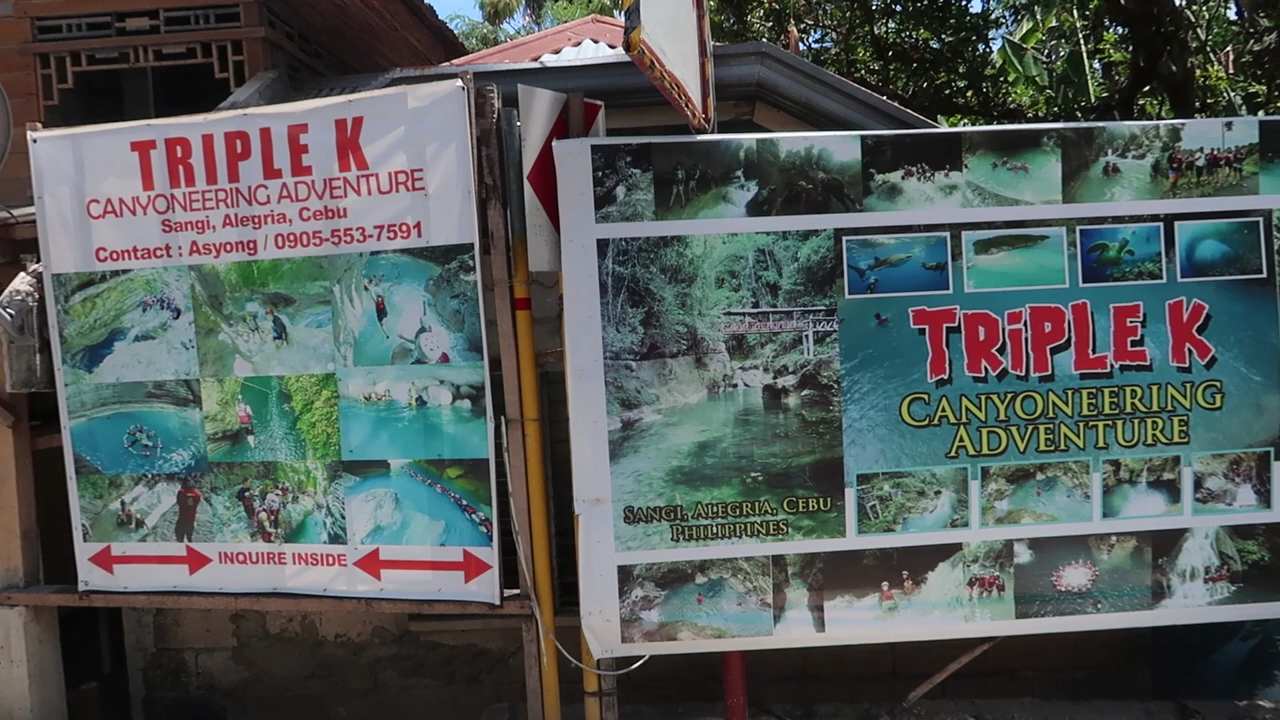 TRIPLE K
CANYONEERING ADVENTURE
Sangi, Alegria, Cebu
Contact : Asyong / 0905-553-7591
INQUIRE INSIDE
TRiPLE K
CANYONEERING
ADVENTURE
SANGI, ALEGRIA, CEBU
PHILIPPINES